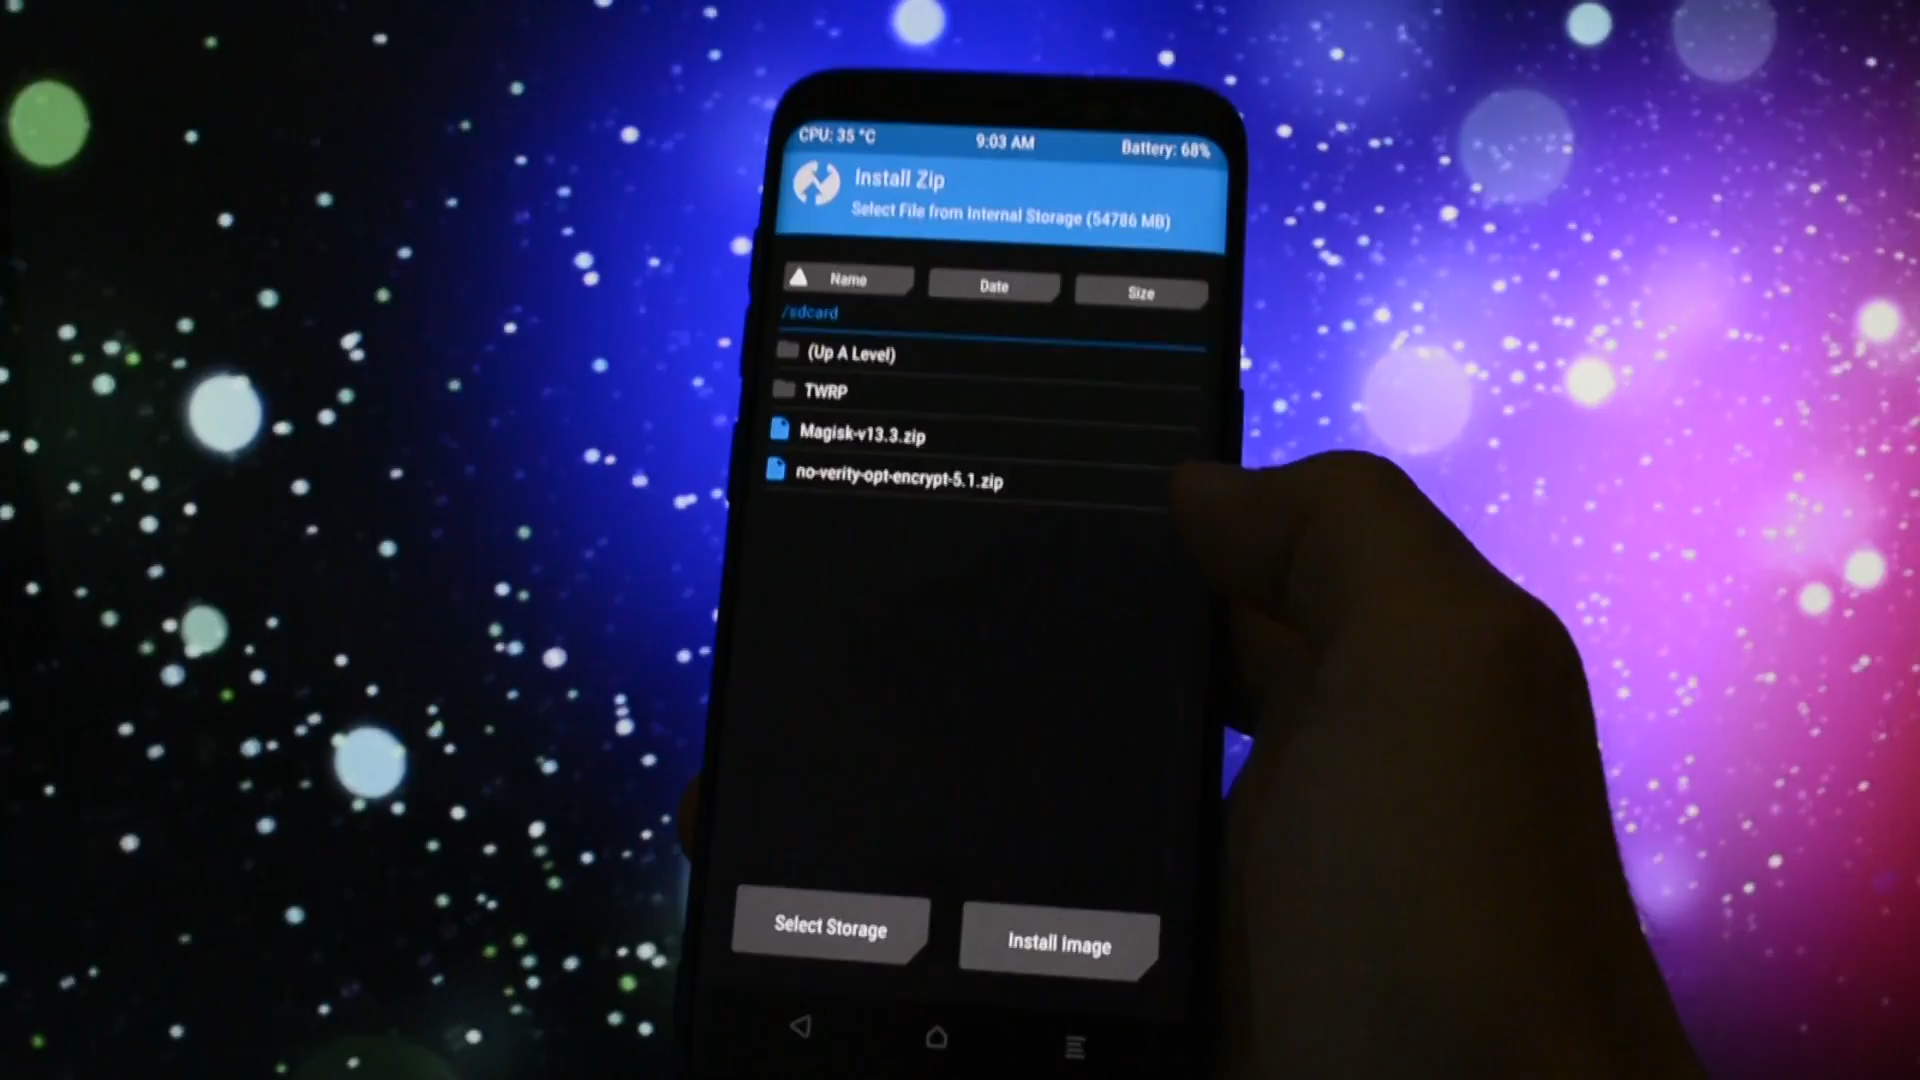 CPU: 35 °C 9:03 AM Battery: 68%
Install Zip
Select File from Internal Storage (54786 MB)
Name Date Size
/sdcard
(Up A Level)
TWRP
Magisk-v13.3.zip
no-verity-opt-encrypt-5.1.zip
Select Storage Install Image